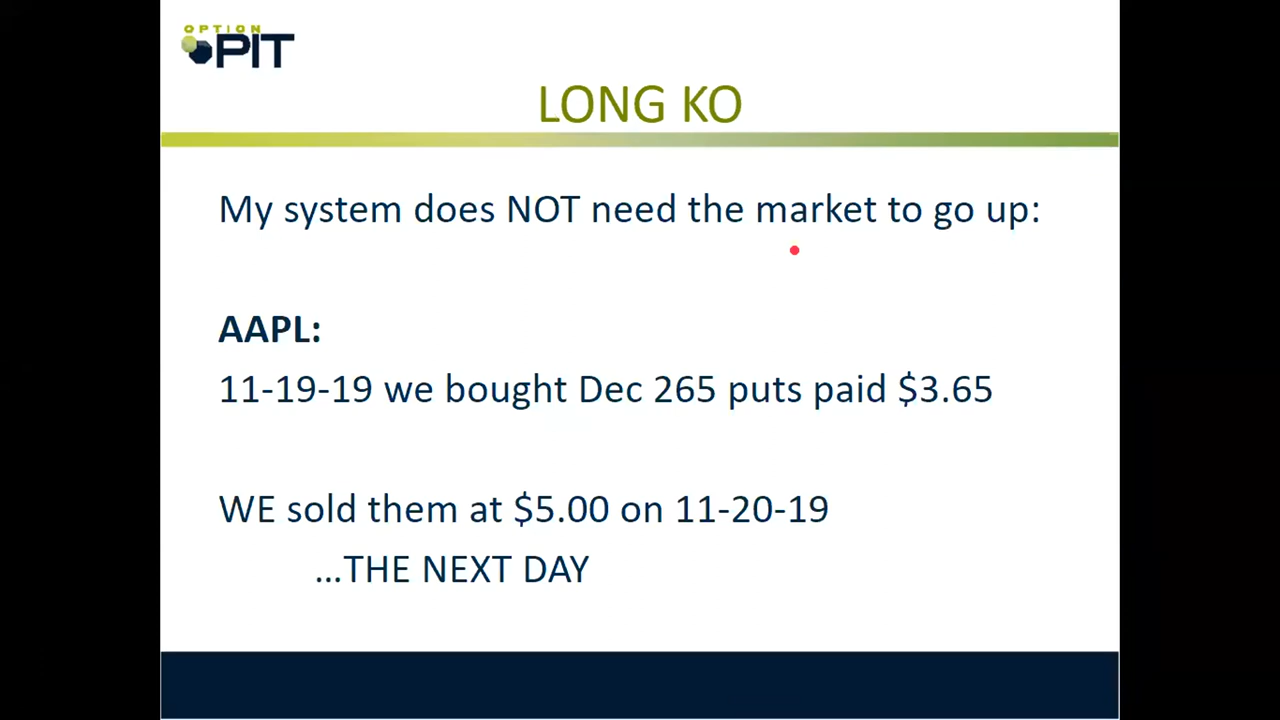 OPTION
PIT
LONG KO
My system does NOT need the market to go up:
AAPL:
11-19-19 we bought Dec 265 puts paid $3.65
WE sold them at $5.00 on 11-20-19
...THE NEXT DAY